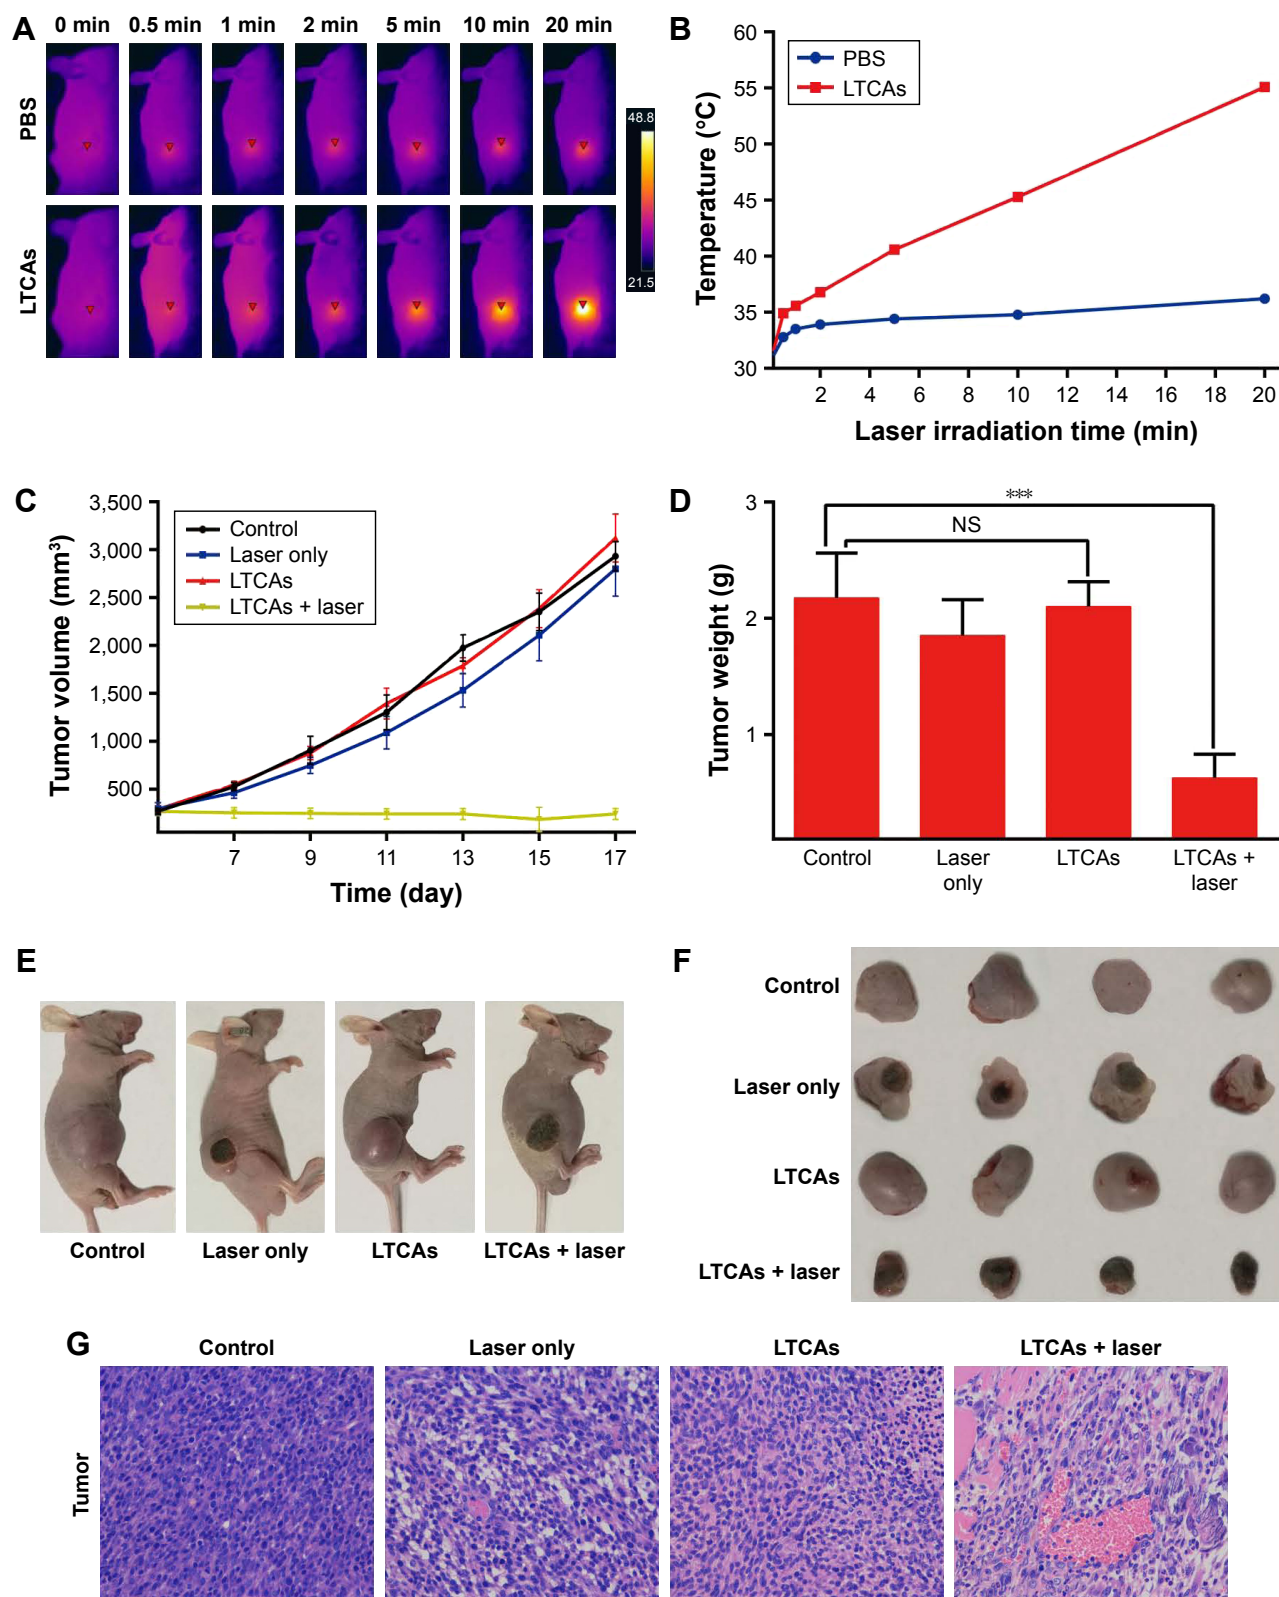 A
0 min 0.5 min 1 min 2 min 5 min 10 min 20 min
PBS
LTCAs
48.8
21.5
B
60
55
50
45
40
35
30
Temperature (°C)
PBS
LTCAs
2 4 6 8 10 12 14 16 18 20
Laser irradiation time (min)
C
3,500
3,000
2,500
2,000
1,500
1,000
500
Tumor volume (mm³)
Control
Laser only
LTCAs
LTCAs + laser
7 9 11 13 15 17
Time (day)
D
3
2
1
Tumor weight (g)
***
NS
Control Laser only LTCAs LTCAs + laser
E
Control Laser only LTCAs LTCAs + laser
F
Control
Laser only
LTCAs
LTCAs + laser
G
Control Laser only LTCAs LTCAs + laser
Tumor